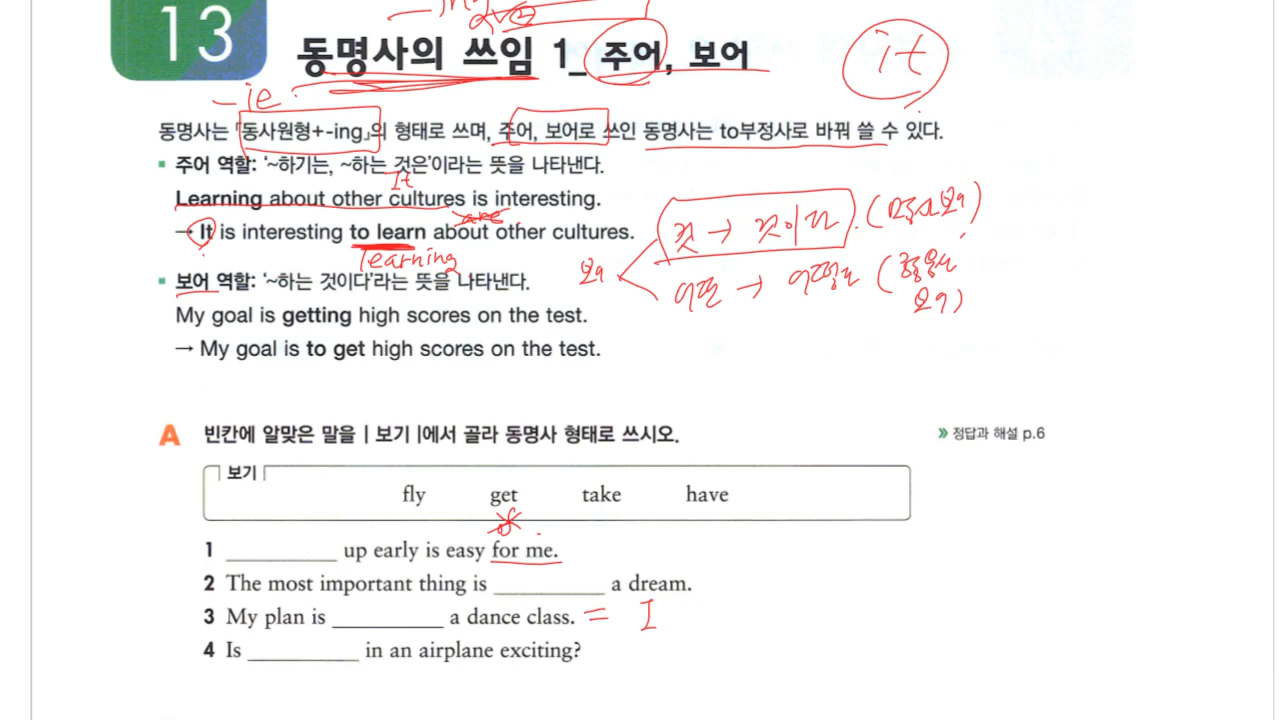 13
동명사의 쓰임 1_ 주어, 보어
it
-ie
동명사는 「동사원형+-ing」의 형태로 쓰며, 주어, 보어로 쓰인 동명사는 to부정사로 바꿔 쓸 수 있다.
주어 역할: '~하기는, ~하는 것은'이라는 뜻을 나타낸다.
It
Learning about other cultures is interesting.
are
→ It is interesting to learn about other cultures.
learning
것 → 것이다.
보어
보어 역할: '~하는 것이다'라는 뜻을 나타낸다.
My goal is getting high scores on the test.
→ My goal is to get high scores on the test.
A 빈칸에 알맞은 말을 | 보기 |에서 골라 동명사 형태로 쓰시오.
» 정답과 해설 p.6
보기
fly get take have
of
1 __________ up early is easy for me.
2 The most important thing is __________ a dream.
3 My plan is __________ a dance class. = I
4 Is __________ in an airplane exciting?